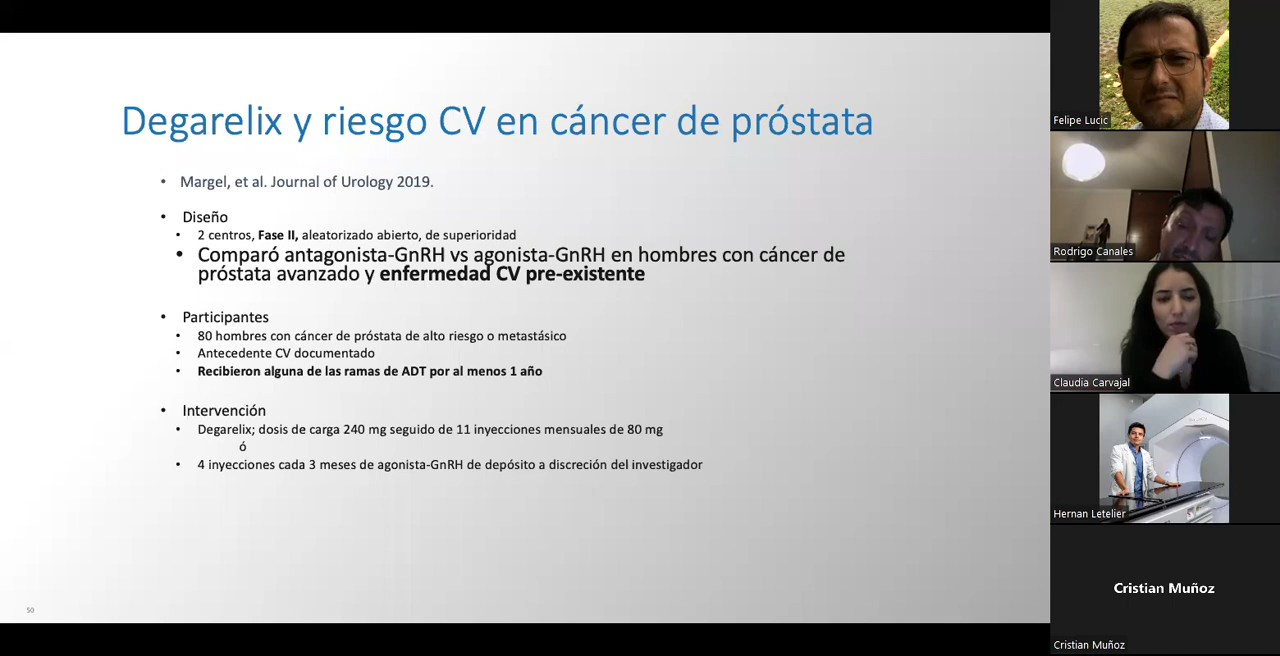 Degarelix y riesgo CV en cáncer de próstata
• Margel, et al. Journal of Urology 2019.
• Diseño
• 2 centros, Fase II, aleatorizado abierto, de superioridad
• Comparó antagonista-GnRH vs agonista-GnRH en hombres con cáncer de
próstata avanzado y enfermedad CV pre-existente
• Participantes
• 80 hombres con cáncer de próstata de alto riesgo o metastásico
• Antecedente CV documentado
• Recibieron alguna de las ramas de ADT por al menos 1 año
• Intervención
• Degarelix; dosis de carga 240 mg seguido de 11 inyecciones mensuales de 80 mg
ó
• 4 inyecciones cada 3 meses de agonista-GnRH de depósito a discreción del investigador
50
Felipe Lucic
Rodrigo Canales
Claudia Carvajal
Hernan Letelier
Cristian Muñoz
Cristian Muñoz